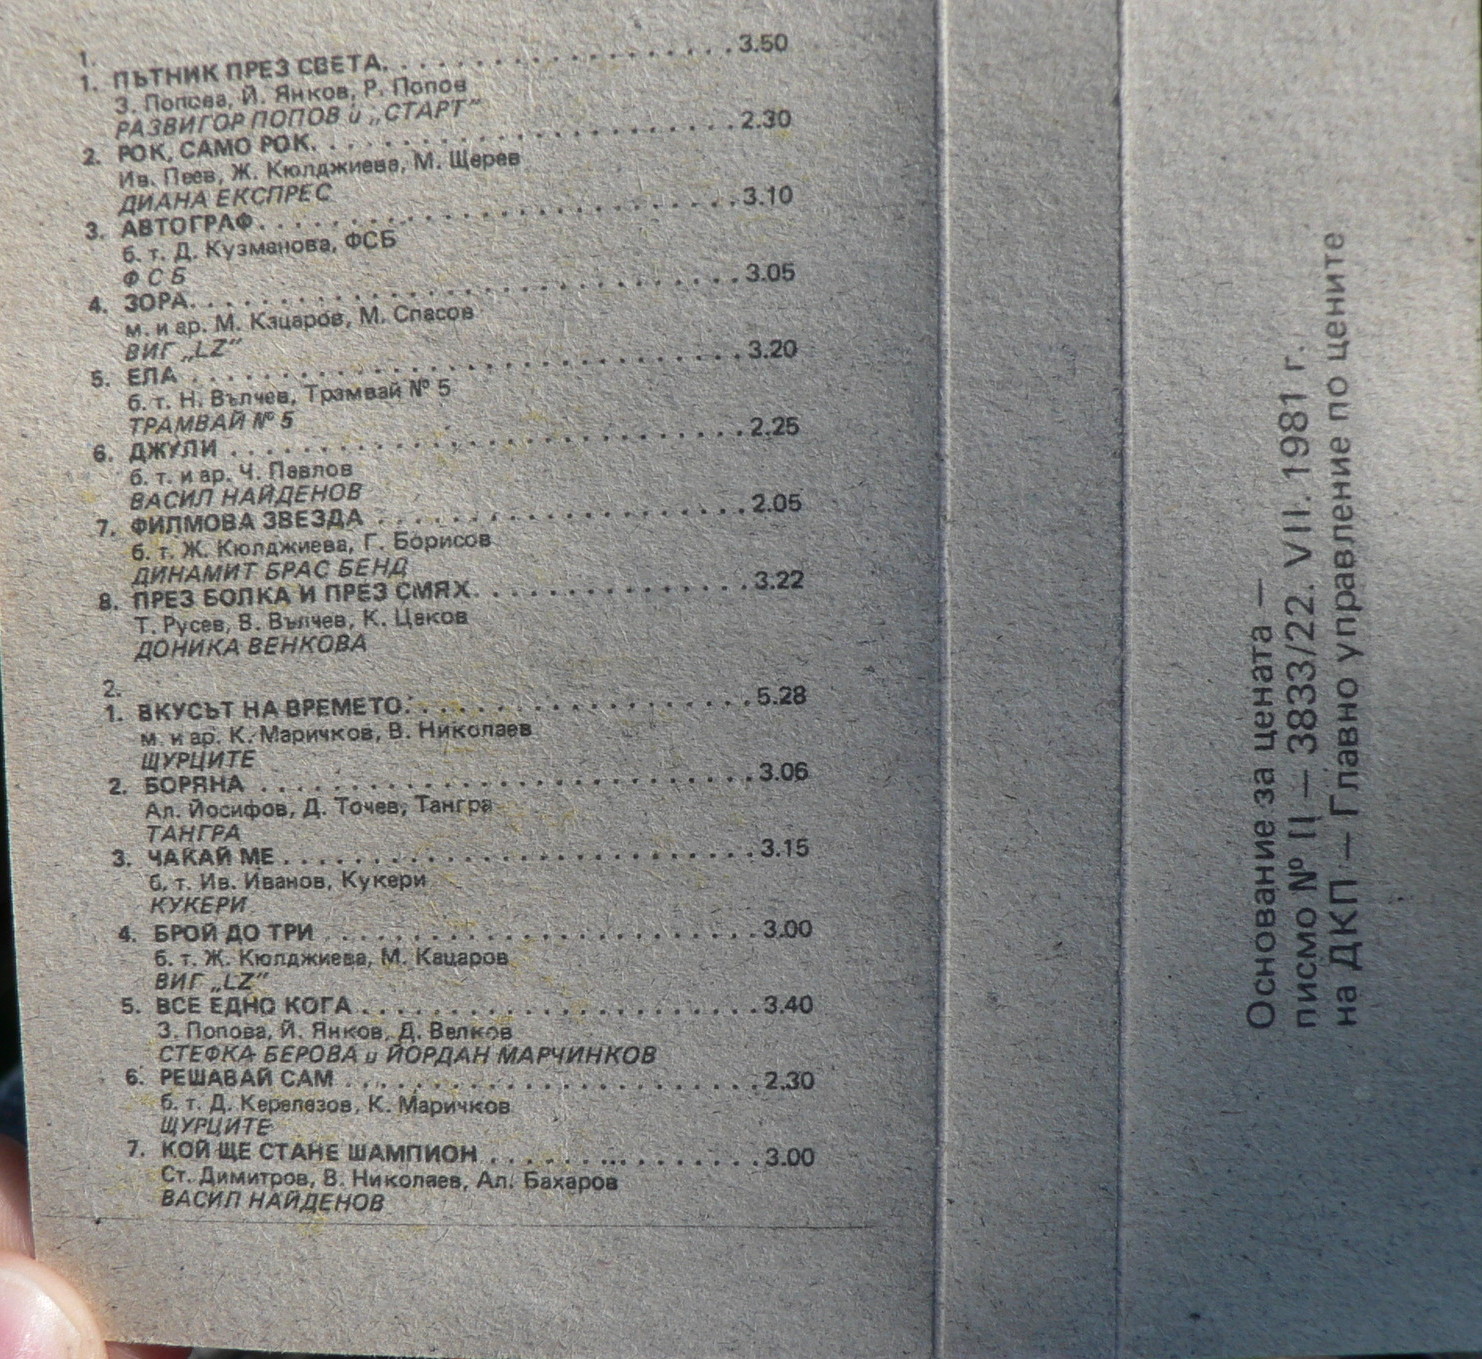 1.
1. ПЪТНИК ПРЕЗ СВЕТА. . . . . . . . . . . . . . . . . . . . . 3.50
З. Попова, Й. Янков, Р. Попов
РАЗВИГОР ПОПОВ и „СТАРТ“
2. РОК, САМО РОК. . . . . . . . . . . . . . . . . . . . . 2.30
Ив. Пеев, Ж. Кюлджиева, М. Щерев
ДИАНА ЕКСПРЕС
3. АВТОГРАФ. . . . . . . . . . . . . . . . . . . . . 3.10
б. т. Д. Кузманова, ФСБ
ФСБ
4. ЗОРА. . . . . . . . . . . . . . . . . . . . . 3.05
м. и ар. М. Кацаров, М. Спасов
ВИГ „LZ“
5. ЕЛА . . . . . . . . . . . . . . . . . . . . . 3.20
б. т. Н. Вълчев, Трамвай № 5
ТРАМВАЙ № 5
6. ДЖУЛИ . . . . . . . . . . . . . . . . . . . . . 2.25
б. т. и ар. Ч. Павлов
ВАСИЛ НАЙДЕНОВ
7. ФИЛМОВА ЗВЕЗДА . . . . . . . . . . . . . . . . . . . . . 2.05
б. т. Ж. Кюлджиева, Г. Борисов
ДИНАМИТ БРАС БЕНД
8. ПРЕЗ БОЛКА И ПРЕЗ СМЯХ. . . . . . . . . . . . . . . . . . . . . 3.22
Т. Русев, В. Вълчев, К. Цеков
ДОНИКА ВЕНКОВА
2.
1. ВКУСЪТ НА ВРЕМЕТО. . . . . . . . . . . . . . . . . . . . . 5.28
м. и ар. К. Маричков, В. Николаев
ЩУРЦИТЕ
2. БОРЯНА . . . . . . . . . . . . . . . . . . . . . 3.06
Ал. Йосифов, Д. Точев, Тангра
ТАНГРА
3. ЧАКАЙ МЕ . . . . . . . . . . . . . . . . . . . . . 3.15
б. т. Ив. Иванов, Кукери
КУКЕРИ
4. БРОЙ ДО ТРИ . . . . . . . . . . . . . . . . . . . . . 3.00
б. т. Ж. Кюлджиева, М. Кацаров
ВИГ „LZ“
5. ВСЕ ЕДНО КОГА . . . . . . . . . . . . . . . . . . . . . 3.40
З. Попова, Й. Янков, Д. Велков
СТЕФКА БЕРОВА и ЙОРДАН МАРЧИНКОВ
6. РЕШАВАЙ САМ . . . . . . . . . . . . . . . . . . . . . 2.30
б. т. Д. Керелезов, К. Маричков
ЩУРЦИТЕ
7. КОЙ ЩЕ СТАНЕ ШАМПИОН . . . . . . . . . . . . . . . . . 3.00
Ст. Димитров, В. Николаев, Ал. Бахаров
ВАСИЛ НАЙДЕНОВ
Основание за цената —
писмо № Ц — 3833/22. VII. 1981 г.
на ДКП — Главно управление по цените